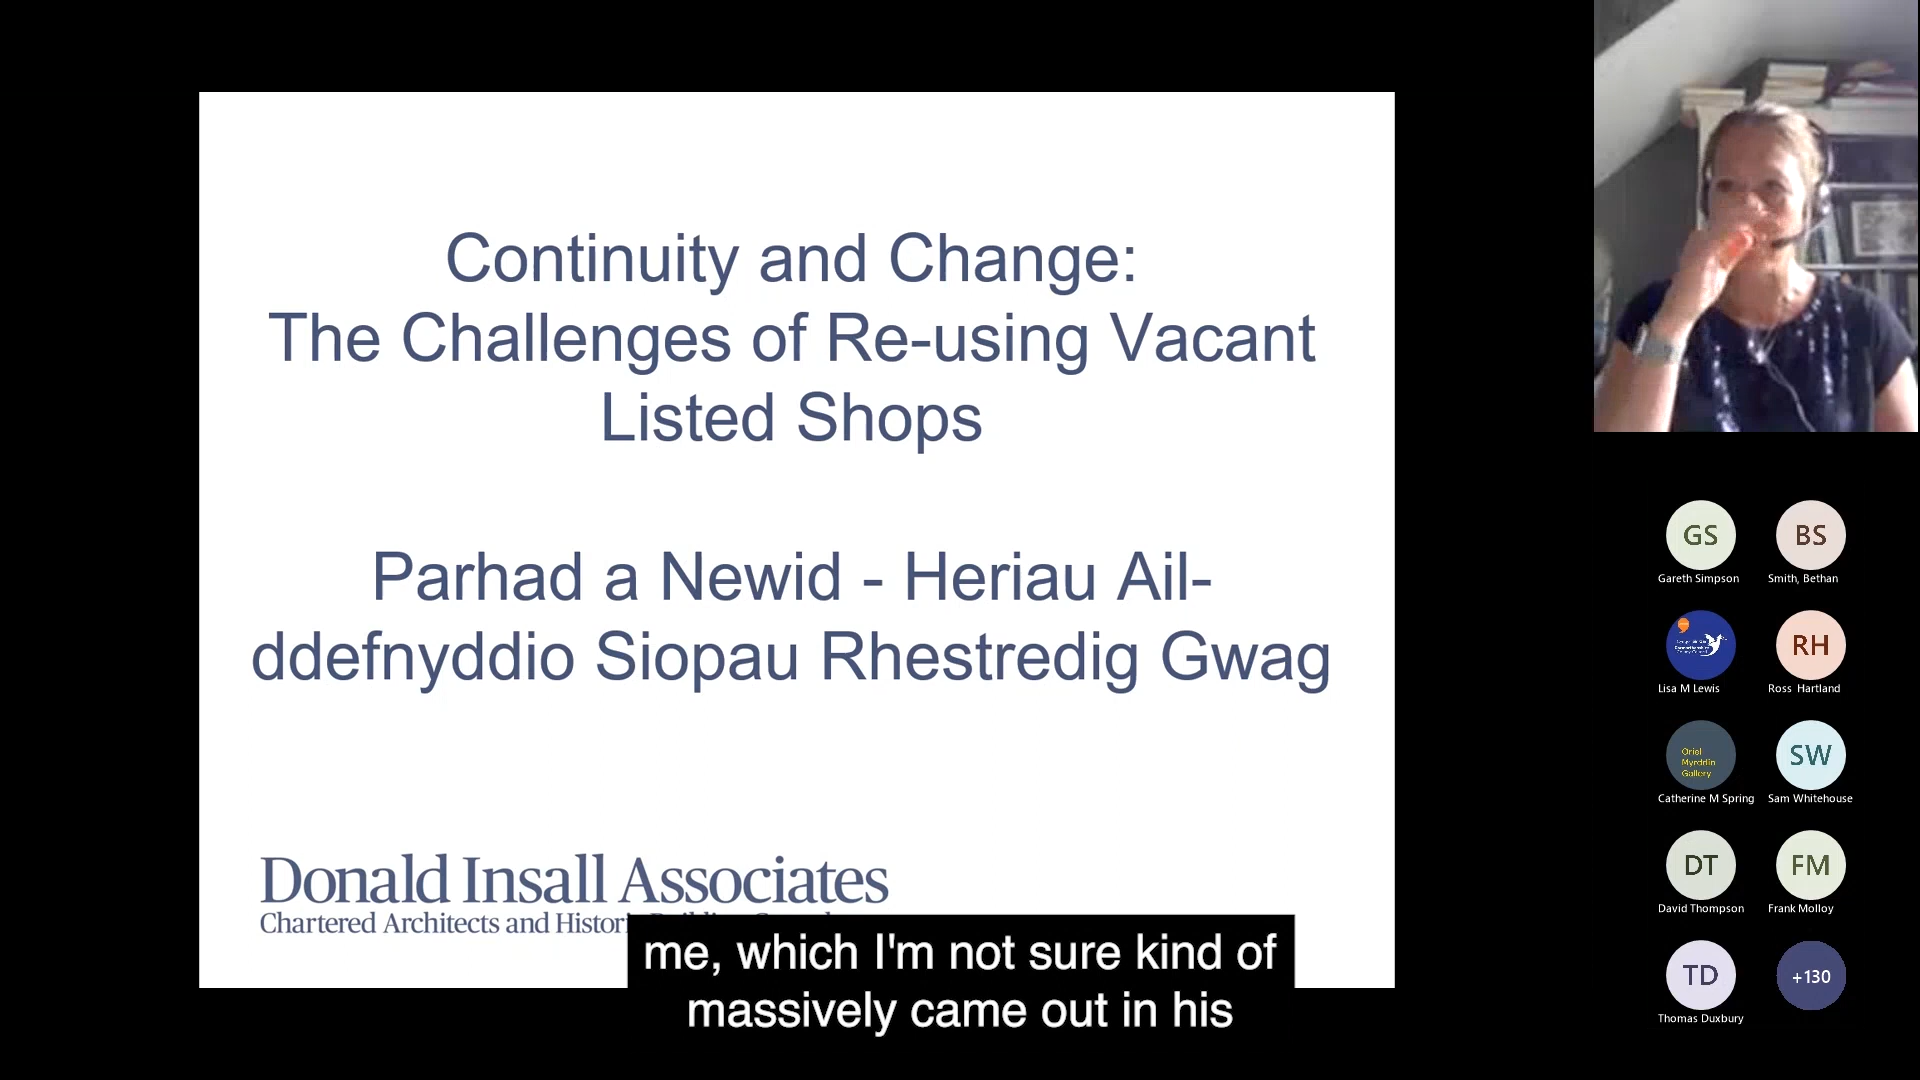 Continuity and Change:
The Challenges of Re-using Vacant
Listed Shops
Parhad a Newid - Heriau Ail-
ddefnyddio Siopau Rhestredig Gwag
Donald Insall Associates
Chartered Architects and Histori
me, which I'm not sure kind of
massively came out in his
GS
Gareth Simpson
BS
Smith, Bethan
Lisa M Lewis
RH
Ross Hartland
Oriel
Myrddin
Gallery
Catherine M Spring
SW
Sam Whitehouse
DT
David Thompson
FM
Frank Molloy
TD
Thomas Duxbury
+130